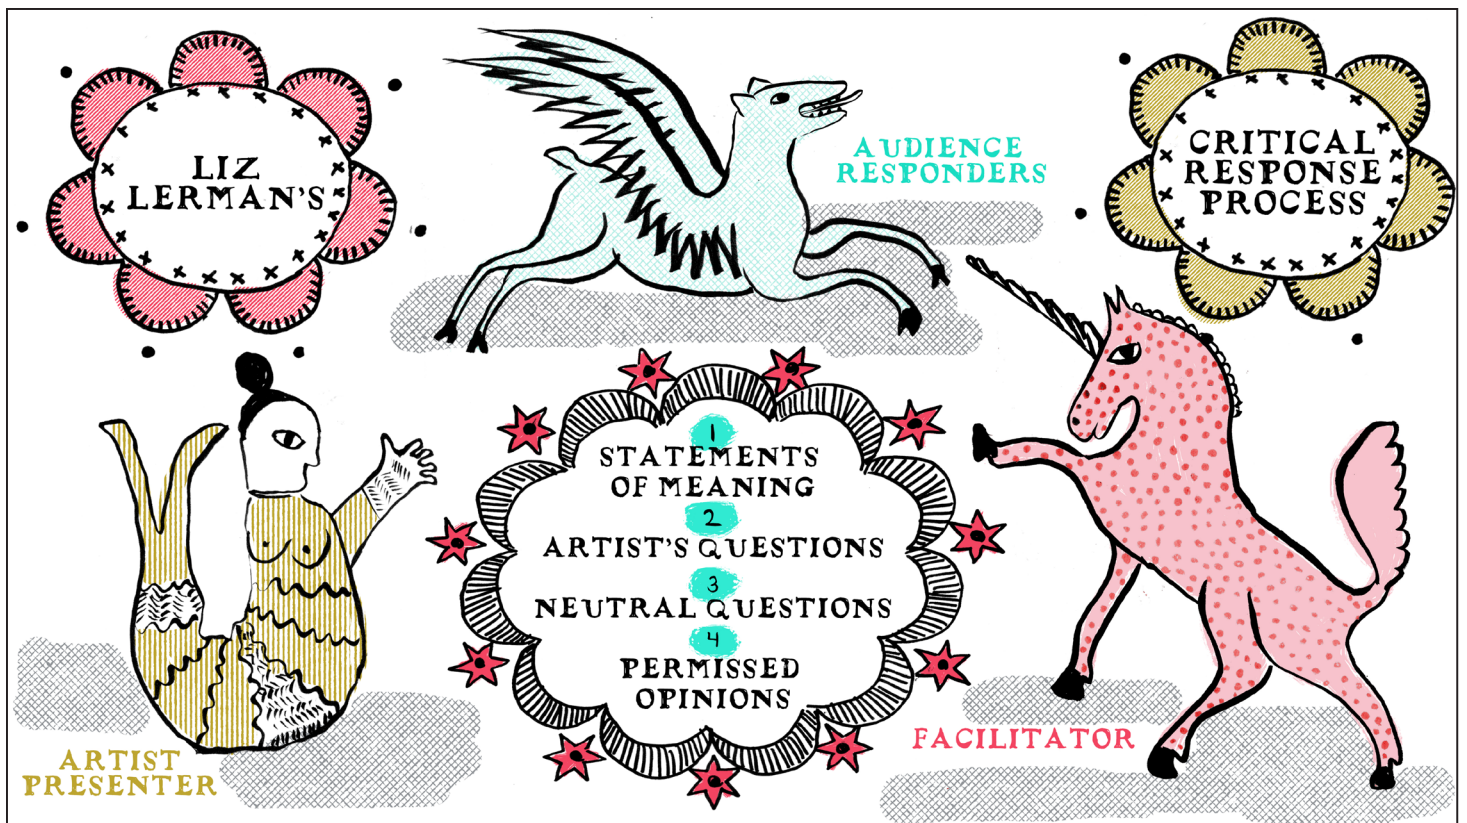 LIZ
LERMAN'S
AUDIENCE
RESPONDERS
CRITICAL
RESPONSE
PROCESS
1
STATEMENTS
OF MEANING
2
ARTIST'S QUESTIONS
3
NEUTRAL QUESTIONS
4
PERMISSED
OPINIONS
ARTIST
PRESENTER
FACILITATOR